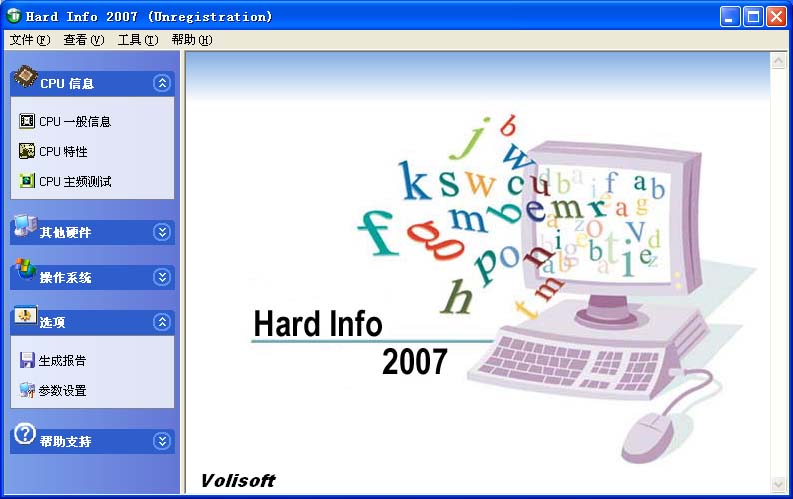 Hard Info 2007 (Unregistration)
文件(F) 查看(V) 工具(T) 帮助(H)
CPU 信息
CPU 一般信息
CPU 特性
CPU 主频测试
其他硬件
操作系统
选项
生成报告
参数设置
帮助支持
Hard Info
2007
Volisoft